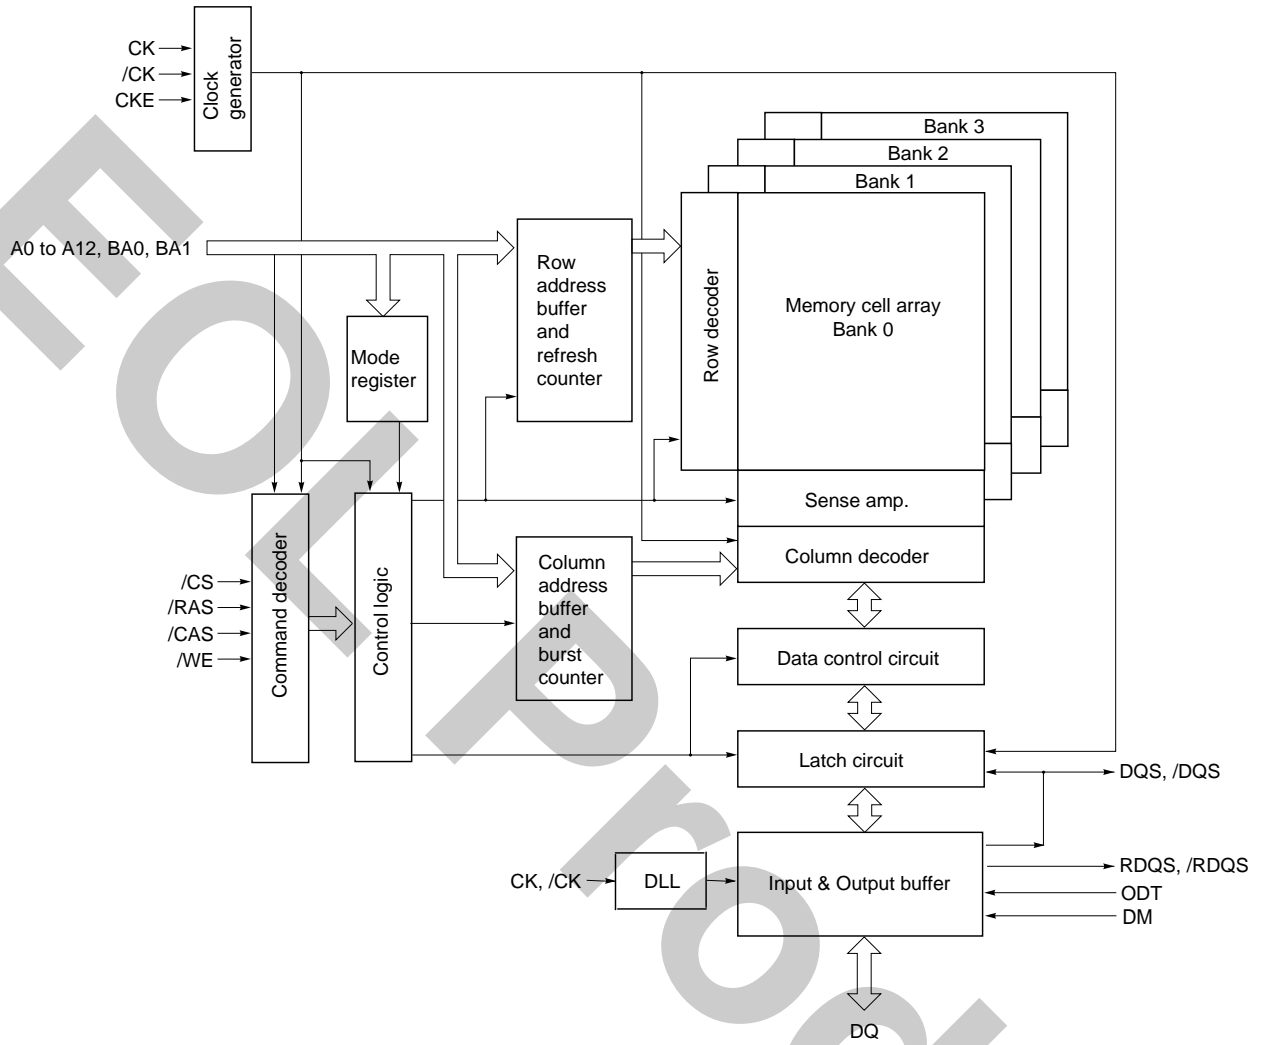 CK
/CK
CKE
Clock
generator
Bank 3
Bank 2
Bank 1
A0 to A12, BA0, BA1
Row
address
buffer
and
refresh
counter
Row decoder
Memory cell array
Bank 0
Mode
register
Sense amp.
Command decoder
Control logic
Column
address
buffer
and
burst
counter
Column decoder
/CS
/RAS
/CAS
/WE
Data control circuit
Latch circuit
DQS, /DQS
CK, /CK
DLL
Input & Output buffer
RDQS, /RDQS
ODT
DM
DQ
EOL Prod